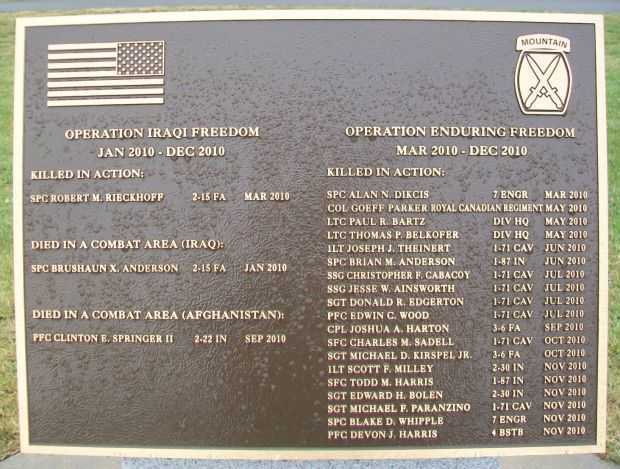 MOUNTAIN
OPERATION IRAQI FREEDOM
JAN 2010 - DEC 2010
KILLED IN ACTION:
SPC ROBERT M. RIECKHOFF 2-15 FA MAR 2010
DIED IN A COMBAT AREA (IRAQ):
SPC BRUSHAUN X. ANDERSON 2-15 FA JAN 2010
DIED IN A COMBAT AREA (AFGHANISTAN):
PFC CLINTON E. SPRINGER II 2-22 IN SEP 2010
OPERATION ENDURING FREEDOM
MAR 2010 - DEC 2010
KILLED IN ACTION:
SPC ALAN N. DIKCIS 7 ENGR MAR 2010
COL GOEFF PARKER ROYAL CANADIAN REGIMENT MAY 2010
LTC PAUL R. BARTZ DIV HQ MAY 2010
LTC THOMAS P. BELKOFER DIV HQ MAY 2010
1LT JOSEPH J. THEINERT 1-71 CAV JUN 2010
SPC BRIAN M. ANDERSON 1-87 IN JUN 2010
SSG CHRISTOPHER F. CABACOY 1-71 CAV JUL 2010
SSG JESSE W. AINSWORTH 1-71 CAV JUL 2010
SGT DONALD R. EDGERTON 1-71 CAV JUL 2010
PFC EDWIN C. WOOD 1-71 CAV JUL 2010
CPL JOSHUA A. HARTON 3-6 FA SEP 2010
SFC CHARLES M. SADELL 1-71 CAV OCT 2010
SGT MICHAEL D. KIRSPEL JR. 3-6 FA OCT 2010
1LT SCOTT F. MILLEY 2-30 IN NOV 2010
SFC TODD M. HARRIS 1-87 IN NOV 2010
SGT EDWARD H. BOLEN 2-30 IN NOV 2010
SGT MICHAEL F. PARANZINO 1-71 CAV NOV 2010
SPC BLAKE D. WHIPPLE 7 ENGR NOV 2010
PFC DEVON J. HARRIS 4 BSTB NOV 2010